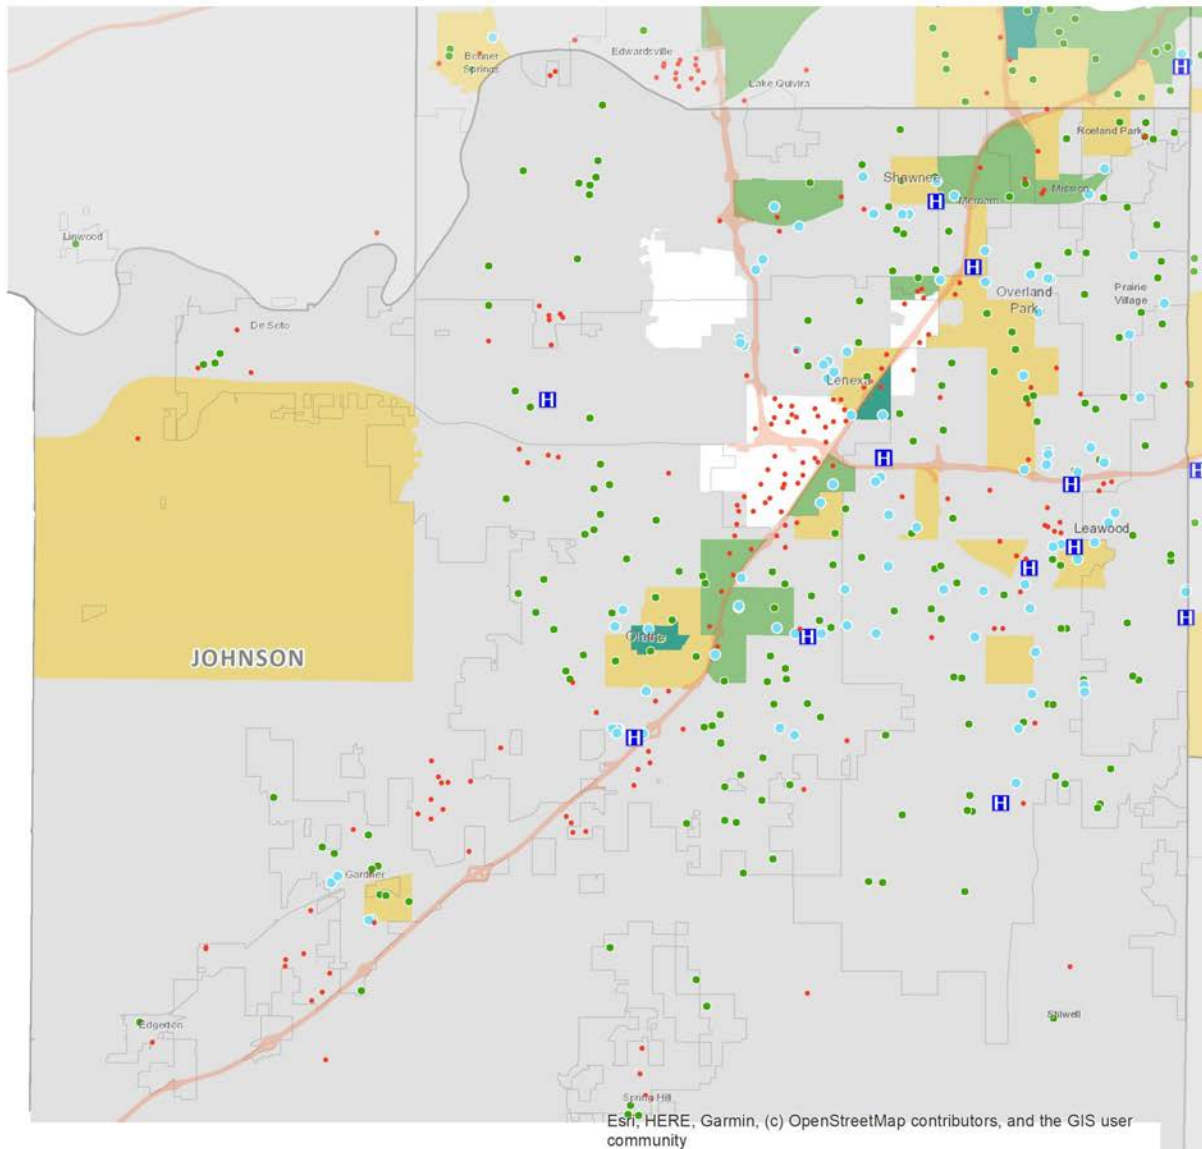 Bonner
Springs
Edwardsville
Lake Quivira
Roeland Park
Shawnee
Merriam
Mission
Linwood
Overland
Park
Prairie
Village
De Soto
Lenexa
H
H
H
H
H
H
H
H
H
H
H
H
H
Leawood
Olathe
JOHNSON
Gardner
Edgerton
Stilwell
Spring Hill
Esri, HERE, Garmin, (c) OpenStreetMap contributors, and the GIS user
community